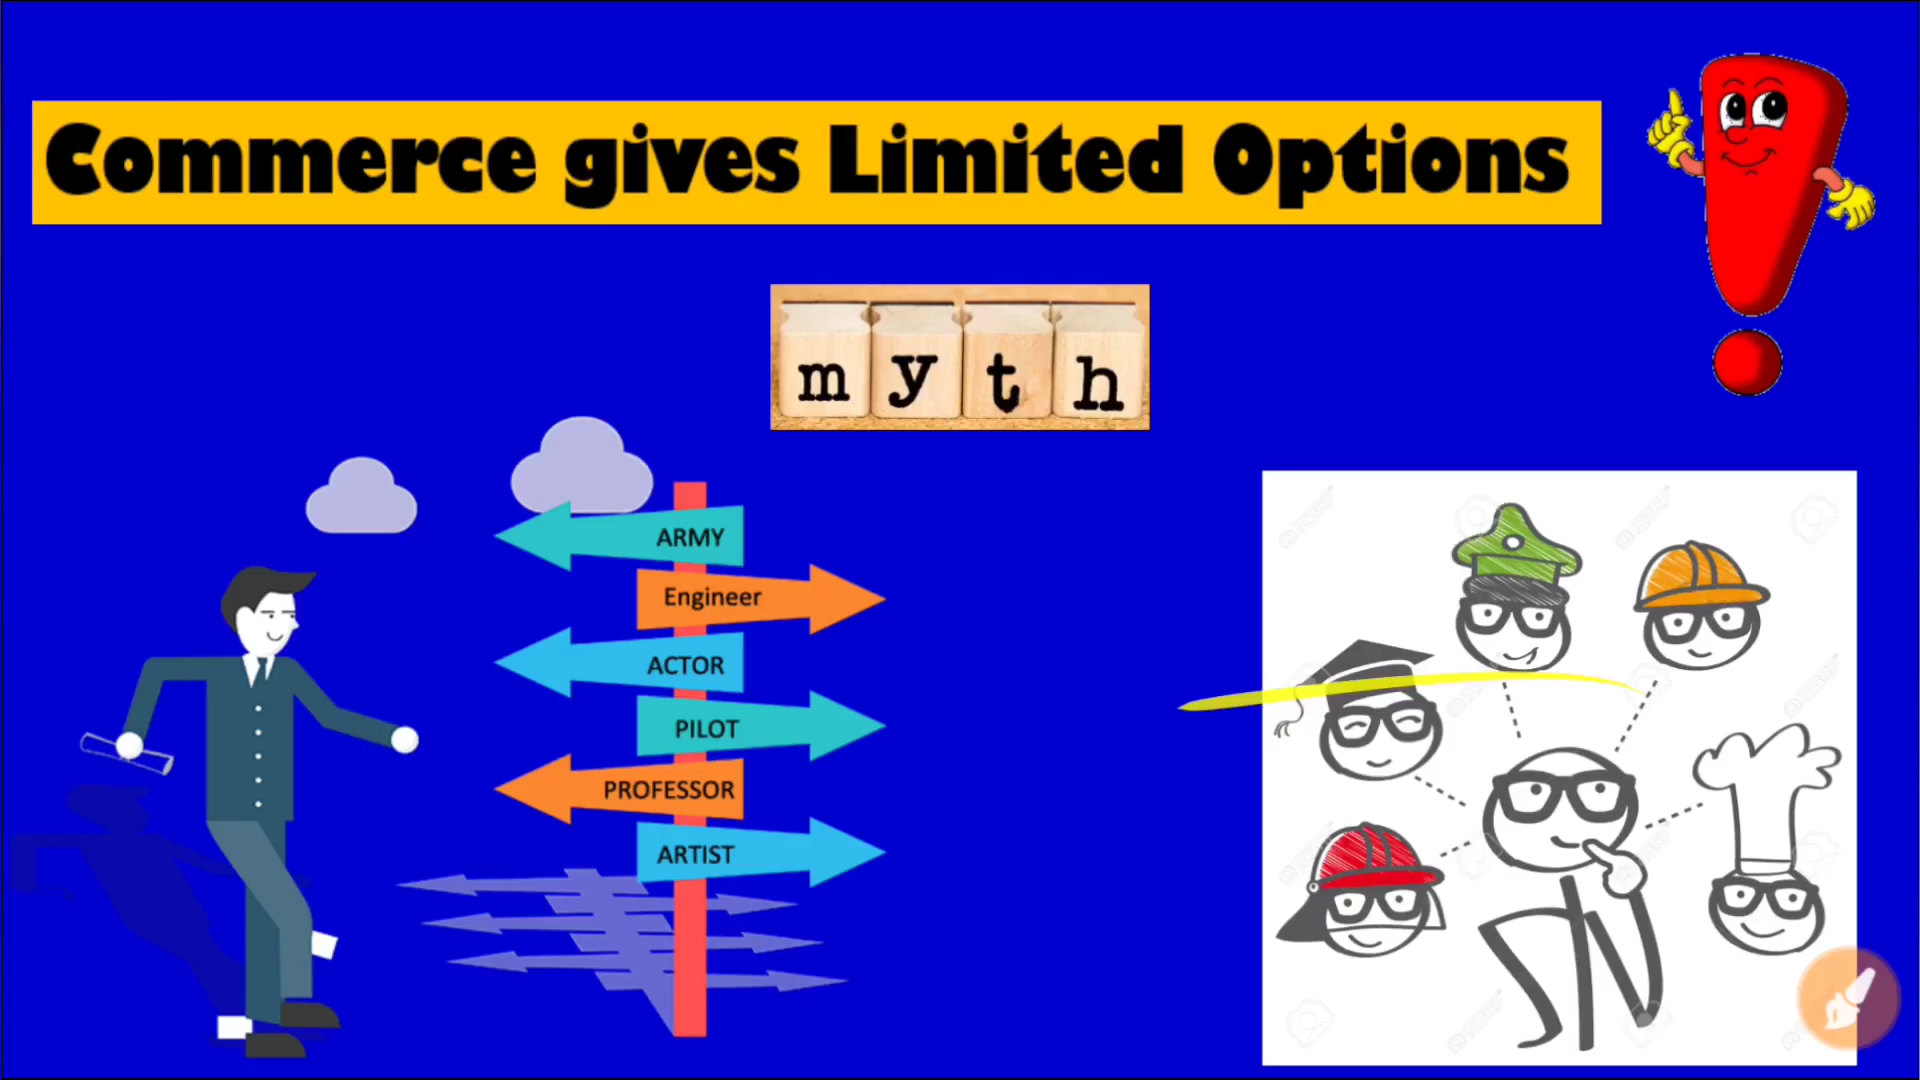 Commerce gives Limited Options
myth
ARMY
Engineer
ACTOR
PILOT
PROFESSOR
ARTIST